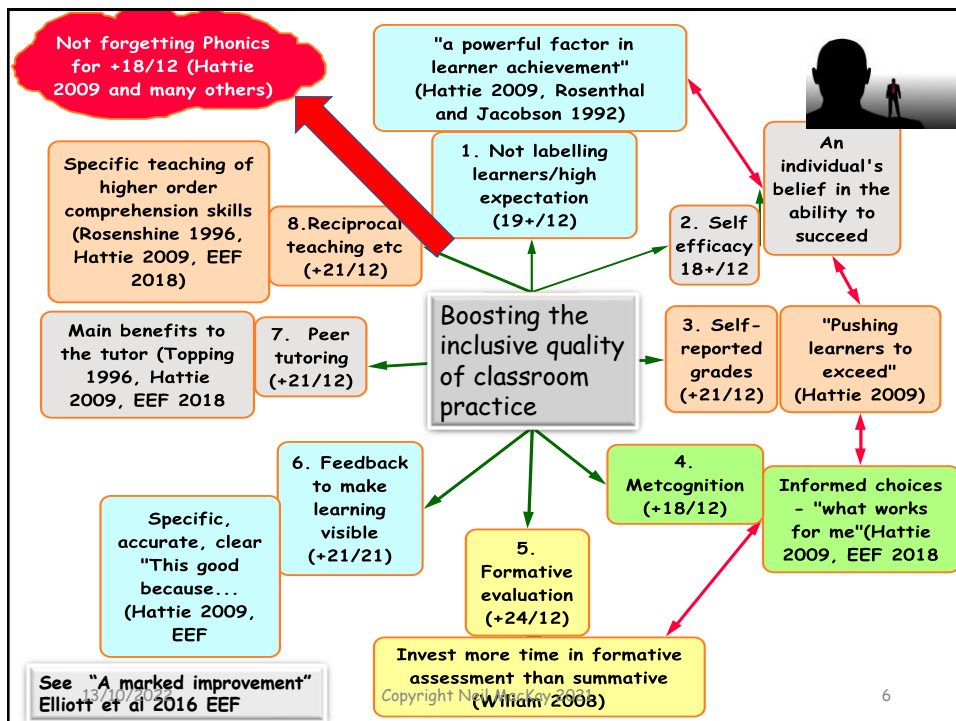 Not forgetting Phonics
for +18/12 (Hattie
2009 and many others)
"a powerful factor in
learner achievement"
(Hattie 2009, Rosenthal
and Jacobson 1992)
1. Not labelling
learners/high
expectation
(19+/12)
An
individual's
belief in the
ability to
succeed
2. Self
efficacy
18+/12
Specific teaching of
higher order
comprehension skills
(Rosenshine 1996,
Hattie 2009, EEF
2018)
8.Reciprocal
teaching etc
(+21/12)
Boosting the
inclusive quality
of classroom
practice
Main benefits to
the tutor (Topping
1996, Hattie
2009, EEF 2018
7. Peer
tutoring
(+21/12)
3. Self-
reported
grades
(+21/12)
"Pushing
learners to
exceed"
(Hattie 2009)
6. Feedback
to make
learning
visible
(+21/21)
4.
Metcognition
(+18/12)
Informed choices
- "what works
for me"(Hattie
2009, EEF 2018
Specific,
accurate, clear
"This good
because...
(Hattie 2009,
EEF
5.
Formative
evaluation
(+24/12)
Invest more time in formative
assessment than summative
(Wiliam 2008)
See "A marked improvement"
Elliott et al 2016 EEF
13/10/2022
Copyright Neil MacKay 2021
6